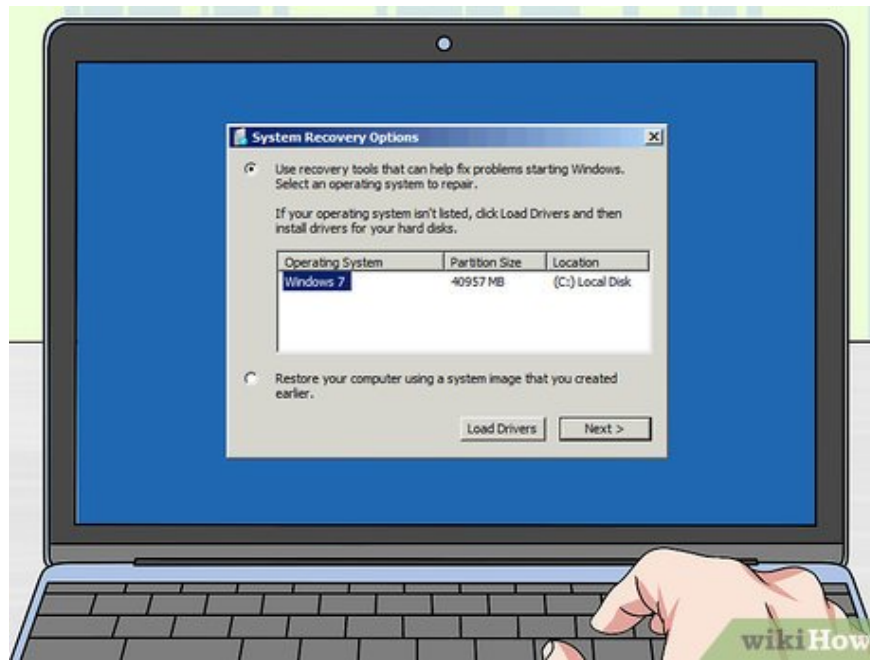 System Recovery Options
Use recovery tools that can help fix problems starting Windows.
Select an operating system to repair.
If your operating system isn't listed, click Load Drivers and then
install drivers for your hard disks.
Operating System Partition Size Location
Windows 7 40957 MB (C:) Local Disk
Restore your computer using a system image that you created
earlier.
Load Drivers Next >
wikiHow